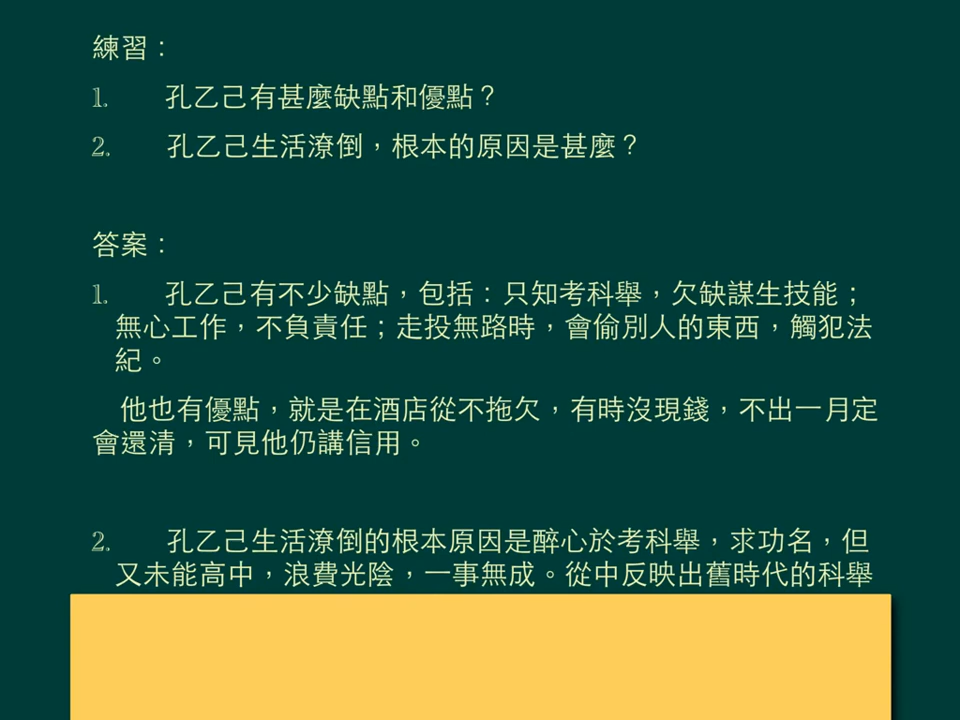 練習：
1. 孔乙己有甚麼缺點和優點？
2. 孔乙己生活潦倒，根本的原因是甚麼？
答案：
1. 孔乙己有不少缺點，包括：只知考科舉，欠缺謀生技能；
無心工作，不負責任；走投無路時，會偷別人的東西，觸犯法
紀。
他也有優點，就是在酒店從不拖欠，有時沒現錢，不出一月定
會還清，可見他仍講信用。
2. 孔乙己生活潦倒的根本原因是醉心於考科舉，求功名，但
又未能高中，浪費光陰，一事無成。從中反映出舊時代的科舉